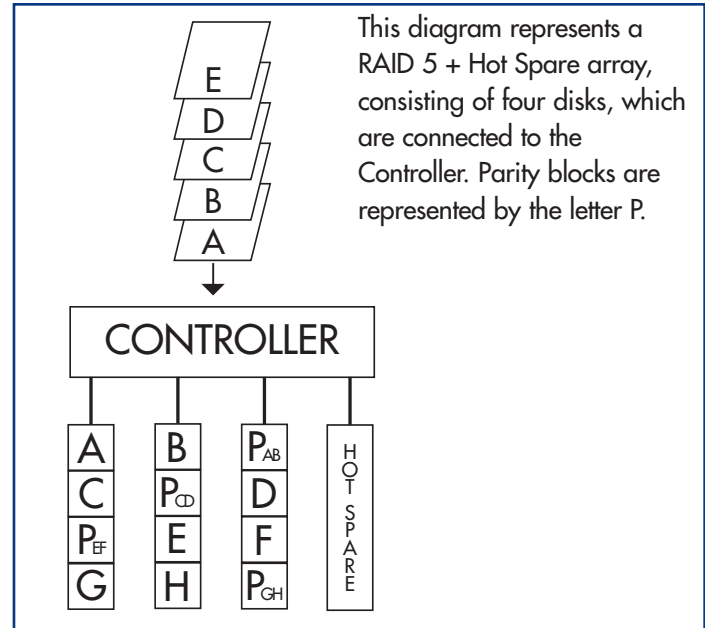 This diagram represents a
RAID 5 + Hot Spare array,
consisting of four disks, which
are connected to the
Controller. Parity blocks are
represented by the letter P.
E
D
C
B
A
CONTROLLER
A B PAB
C PCD D
PEF E F
G H PGH
HOT SPARE